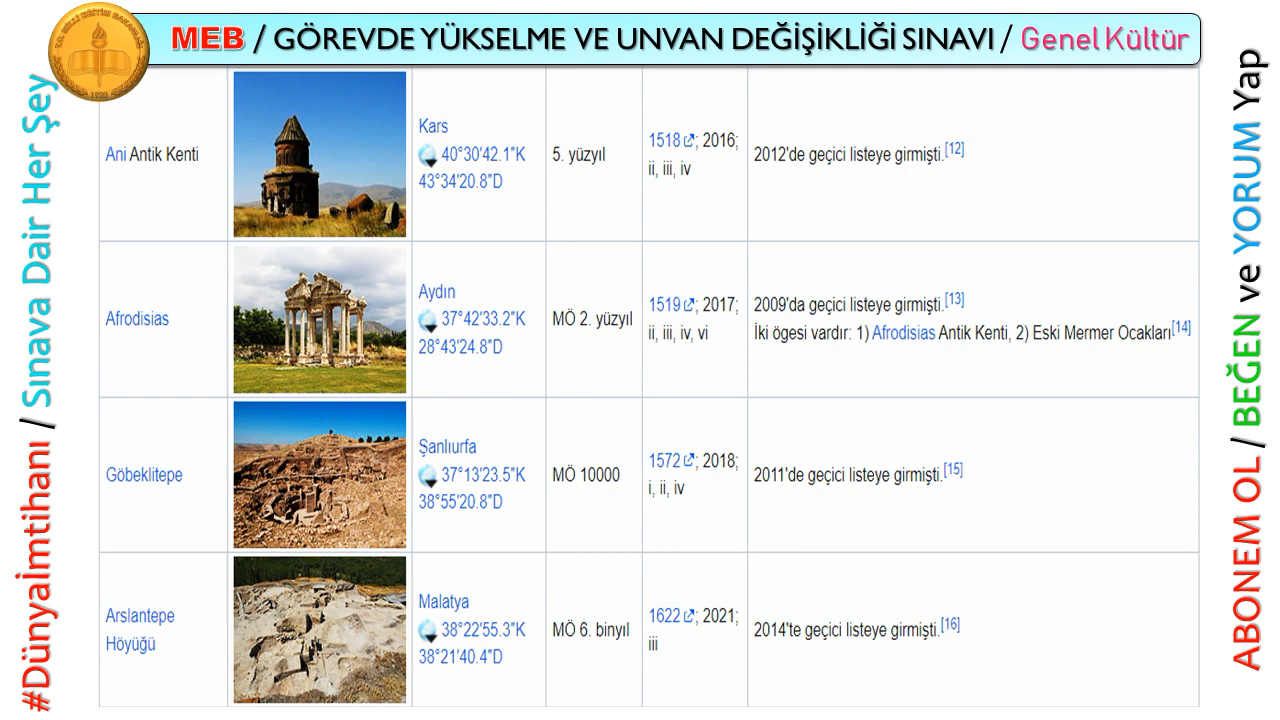 T.C. MİLLÎ EĞİTİM BAKANLIĞI
1920
MEB / GÖREVDE YÜKSELME VE UNVAN DEĞİŞİKLİĞİ SINAVI / Genel Kültür
#Dünyaimtihanı / Sınava Dair Her Şey
Ani Antik Kenti
Kars
40°30′42.1″K
43°34′20.8″D
5. yüzyıl
1518; 2016;
ii, iii, iv
2012'de geçici listeye girmişti.[12]
Afrodisias
Aydın
37°42′33.2″K
28°43′24.8″D
MÖ 2. yüzyıl
1519; 2017;
ii, iii, iv, vi
2009'da geçici listeye girmişti.[13]
İki ögesi vardır: 1) Afrodisias Antik Kenti, 2) Eski Mermer Ocakları[14]
Göbeklitepe
Şanlıurfa
37°13′23.5″K
38°55′20.8″D
MÖ 10000
1572; 2018;
i, ii, iv
2011'de geçici listeye girmişti.[15]
Arslantepe
Höyüğü
Malatya
38°22′55.3″K
38°21′40.4″D
MÖ 6. binyıl
1622; 2021;
iii
2014'te geçici listeye girmişti.[16]
ABONEM OL / BEĞEN ve YORUM Yap